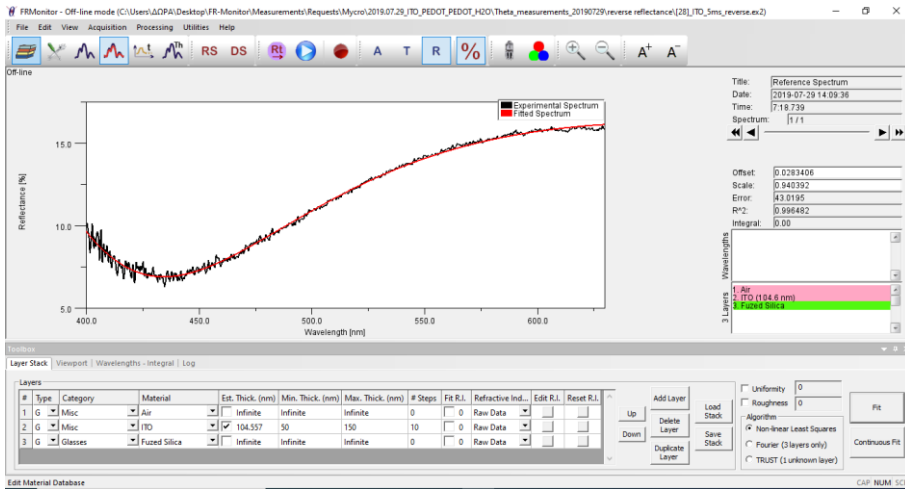 FRMonitor - Off-line mode (C:\Users\ΔΩΡΑ\Desktop\FR-Monitor\Measurements\Requests\Mycro\2019.07.29_ITO_PEDOT_PEDOT_H2O\Theta_measurements_20190729\reverse reflectance\[28]_ITO_5ms_reverse.ex2)
File Edit View Acquisition Processing Utilities Help
t Th RS DS Rt A T R % A+ A-
Off-line
Experimental Spectrum
Fitted Spectrum
15.0
10.0
5.0
Reflectance [%]
400.0 450.0 500.0 550.0 600.0
Wavelength [nm]
Title: Reference Spectrum
Date: 2019-07-29 14:09:36
Time: 7:18.739
Spectrum: 1 / 1
Offset: 0.0283406
Scale: 0.940392
Error: 43.0195
R^2: 0.996482
Integral: 0.00
Wavelengths
3 Layers
1. Air
2. ITO (104.6 nm)
3. Fuzed Silica
Toolbox
Layer Stack Viewport Wavelengths - Integral Log
Layers
# Type Category Material Est. Thick. (nm) Min. Thick. (nm) Max. Thick. (nm) # Steps Fit R.I. Refractive Ind... Edit R.I. Reset R.I.
1 G Misc Air Infinite Infinite Infinite 0 0 Raw Data
2 G Misc ITO 104.557 50 150 10 0 Raw Data
3 G Glasses Fuzed Silica Infinite Infinite Infinite 0 0 Raw Data
Up
Down
Add Layer
Delete Layer
Duplicate Layer
Load Stack
Save Stack
Uniformity 0
Roughness 0
Algorithm
Non-linear Least Squares
Fourier (3 layers only)
TRUST (1 unknown layer)
Fit
Continuous Fit
Edit Material Database
CAP NUM SC